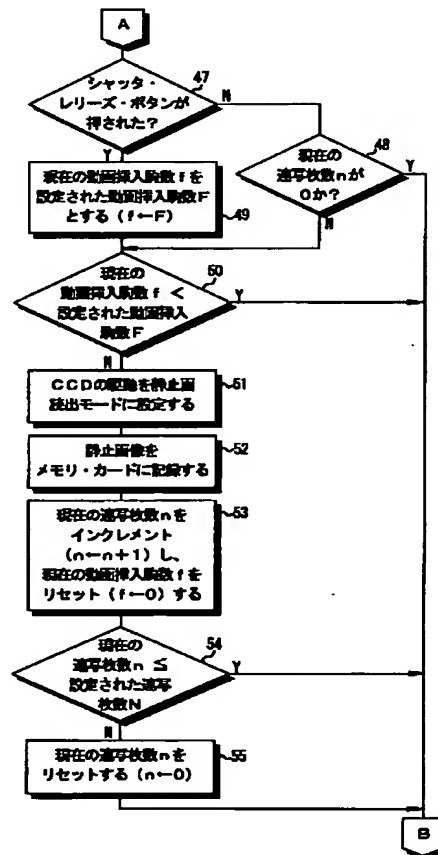 A
シャッタ・
レリーズ・ボタンが
押された?
47
N
Y
現在の
連写枚数nが
0か?
48
Y
N
現在の動画挿入駒数fを
設定された動画挿入駒数F
とする(f←F)
49
現在の
動画挿入駒数f <
設定された動画挿入
駒数F
50
Y
N
CCDの駆動を静止画
読出モードに設定する
51
静止画像を
メモリ・カードに記録する
52
現在の連写枚数nを
インクレメント
(n←n+1)し、
現在の動画挿入駒数fを
リセット(f←0)する
53
現在の
連写枚数n ≤
設定された連写
枚数N
54
Y
N
現在の連写枚数nを
リセットする(n←0)
55
B